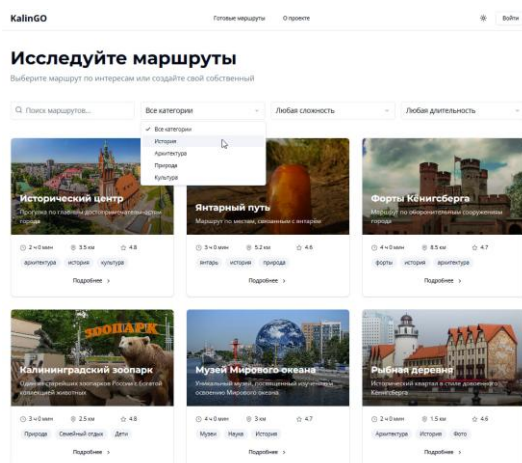 KalinGO
Готовые маршруты
О проекте
Войти
Исследуйте маршруты
Выберите маршрут по интересам или создайте свой собственный
Поиск маршрутов...
Все категории
Любая сложность
Любая длительность
Все категории
История
Архитектура
Природа
Культура
Исторический центр
Прогулка по главным достопримечательностям
города
2 ч 0 мин
3.5 км
4.8
архитектура
история
культура
Подробнее
Янтарный путь
Маршрут по местам, связанным с янтарём
3 ч 0 мин
5.2 км
4.6
янтарь
история
природа
Подробнее
Форты Кёнигсберга
Маршрут по оборонительным сооружениям
города
4 ч 0 мин
8.5 км
4.7
форты
история
архитектура
Подробнее
ЗООПАРК
Калининградский зоопарк
Один из старейших зоопарков России с богатой
коллекцией животных
3 ч 0 мин
2.5 км
4.8
Природа
Семейный отдых
Дети
Подробнее
Музей Мирового океана
Уникальный музей, посвященный изучению и
освоению Мирового океана
4 ч 0 мин
3 км
4.7
Музеи
Наука
История
Подробнее
Рыбная деревня
Исторический квартал в стиле довоенного
Кёнигсберга
2 ч 0 мин
1.5 км
4.6
Архитектура
История
Фото
Подробнее